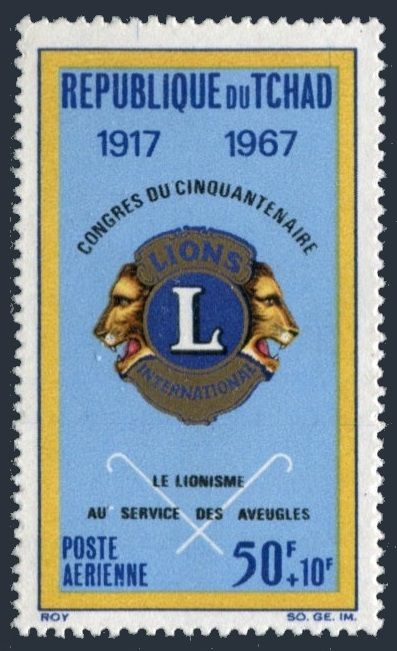 REPUBLIQUE DU TCHAD
1917 1967
CONGRES DU CINQUANTENAIRE
LIONS
L
INTERNATIONAL
LE LIONISME
AU SERVICE DES AVEUGLES
POSTE
AERIENNE
50F+10F
ROY SO. GE. IM.